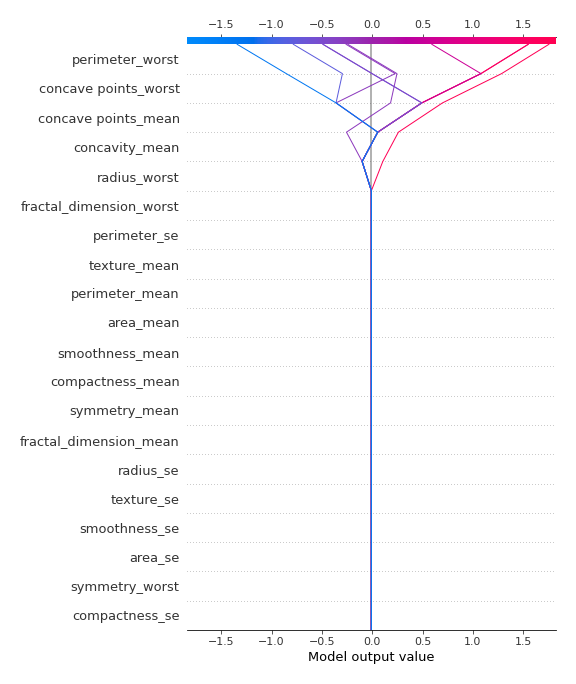 −1.5 −1.0 −0.5 0.0 0.5 1.0 1.5
perimeter_worst
concave points_worst
concave points_mean
concavity_mean
radius_worst
fractal_dimension_worst
perimeter_se
texture_mean
perimeter_mean
area_mean
smoothness_mean
compactness_mean
symmetry_mean
fractal_dimension_mean
radius_se
texture_se
smoothness_se
area_se
symmetry_worst
compactness_se
−1.5 −1.0 −0.5 0.0 0.5 1.0 1.5
Model output value